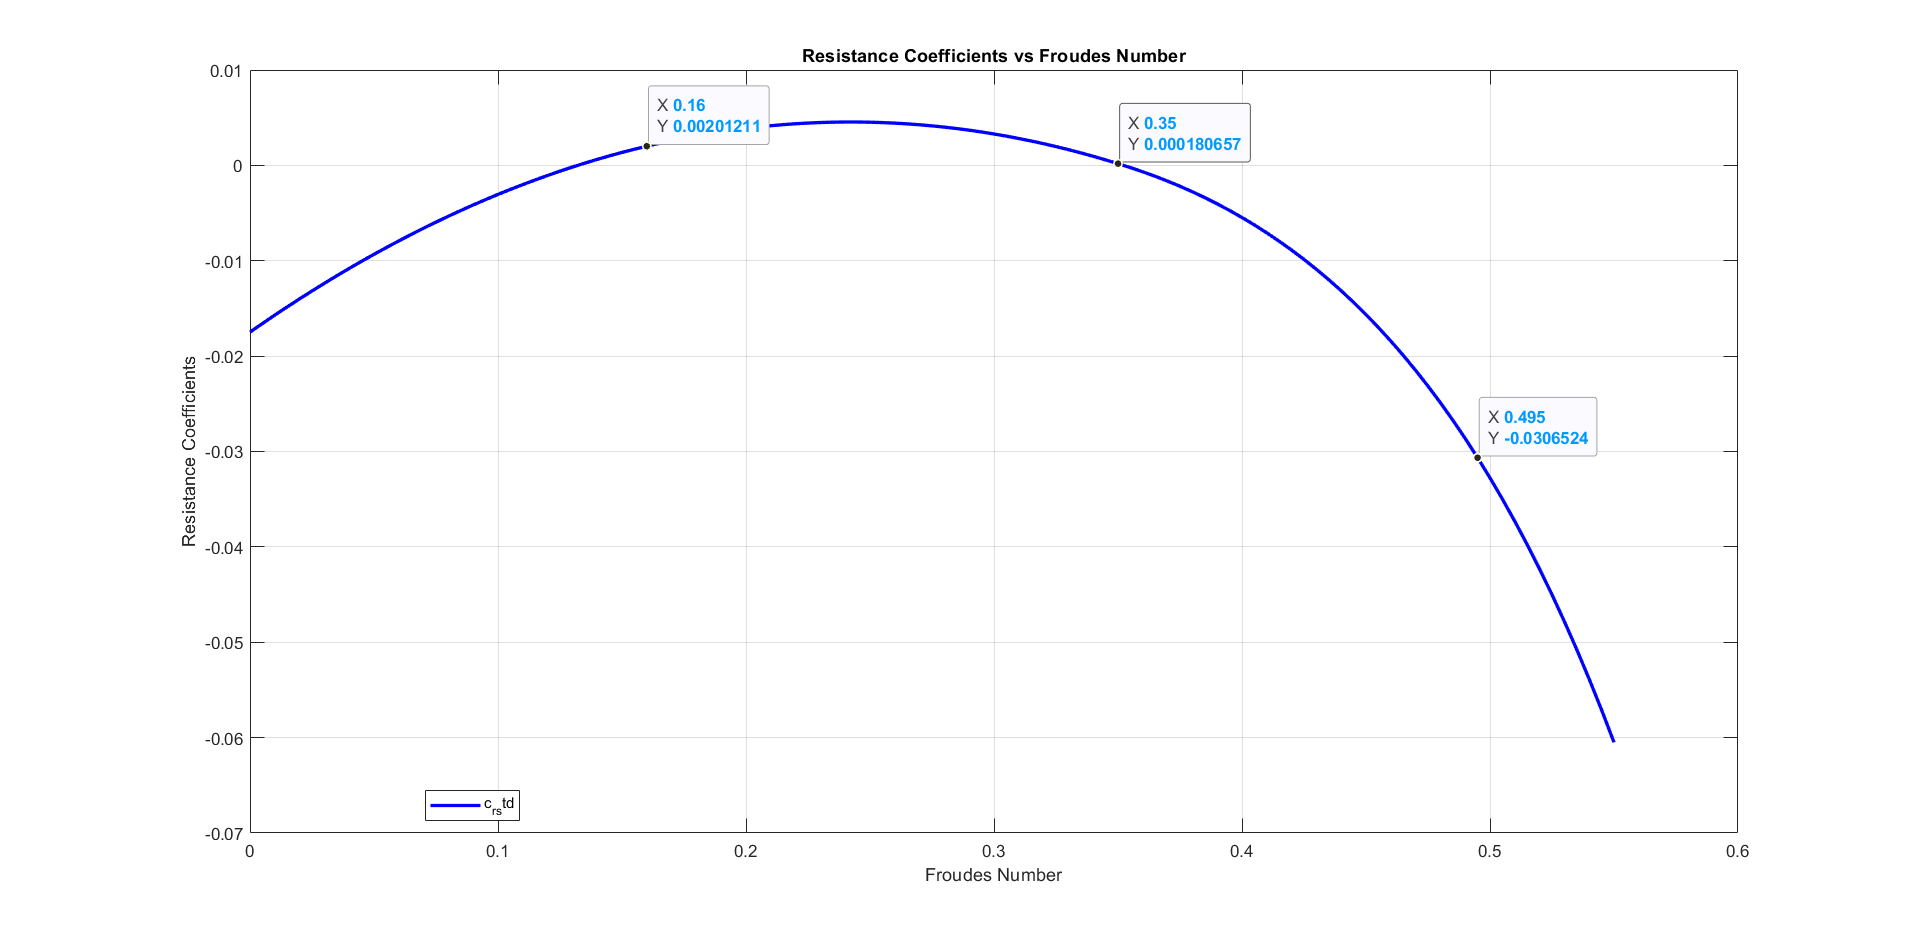 Resistance Coefficients vs Froudes Number
0.01
0
-0.01
-0.02
-0.03
-0.04
-0.05
-0.06
-0.07
Resistance Coefficients
X 0.16
Y 0.00201211
X 0.35
Y 0.000180657
X 0.495
Y -0.0306524
c_rs td
0 0.1 0.2 0.3 0.4 0.5 0.6
Froudes Number